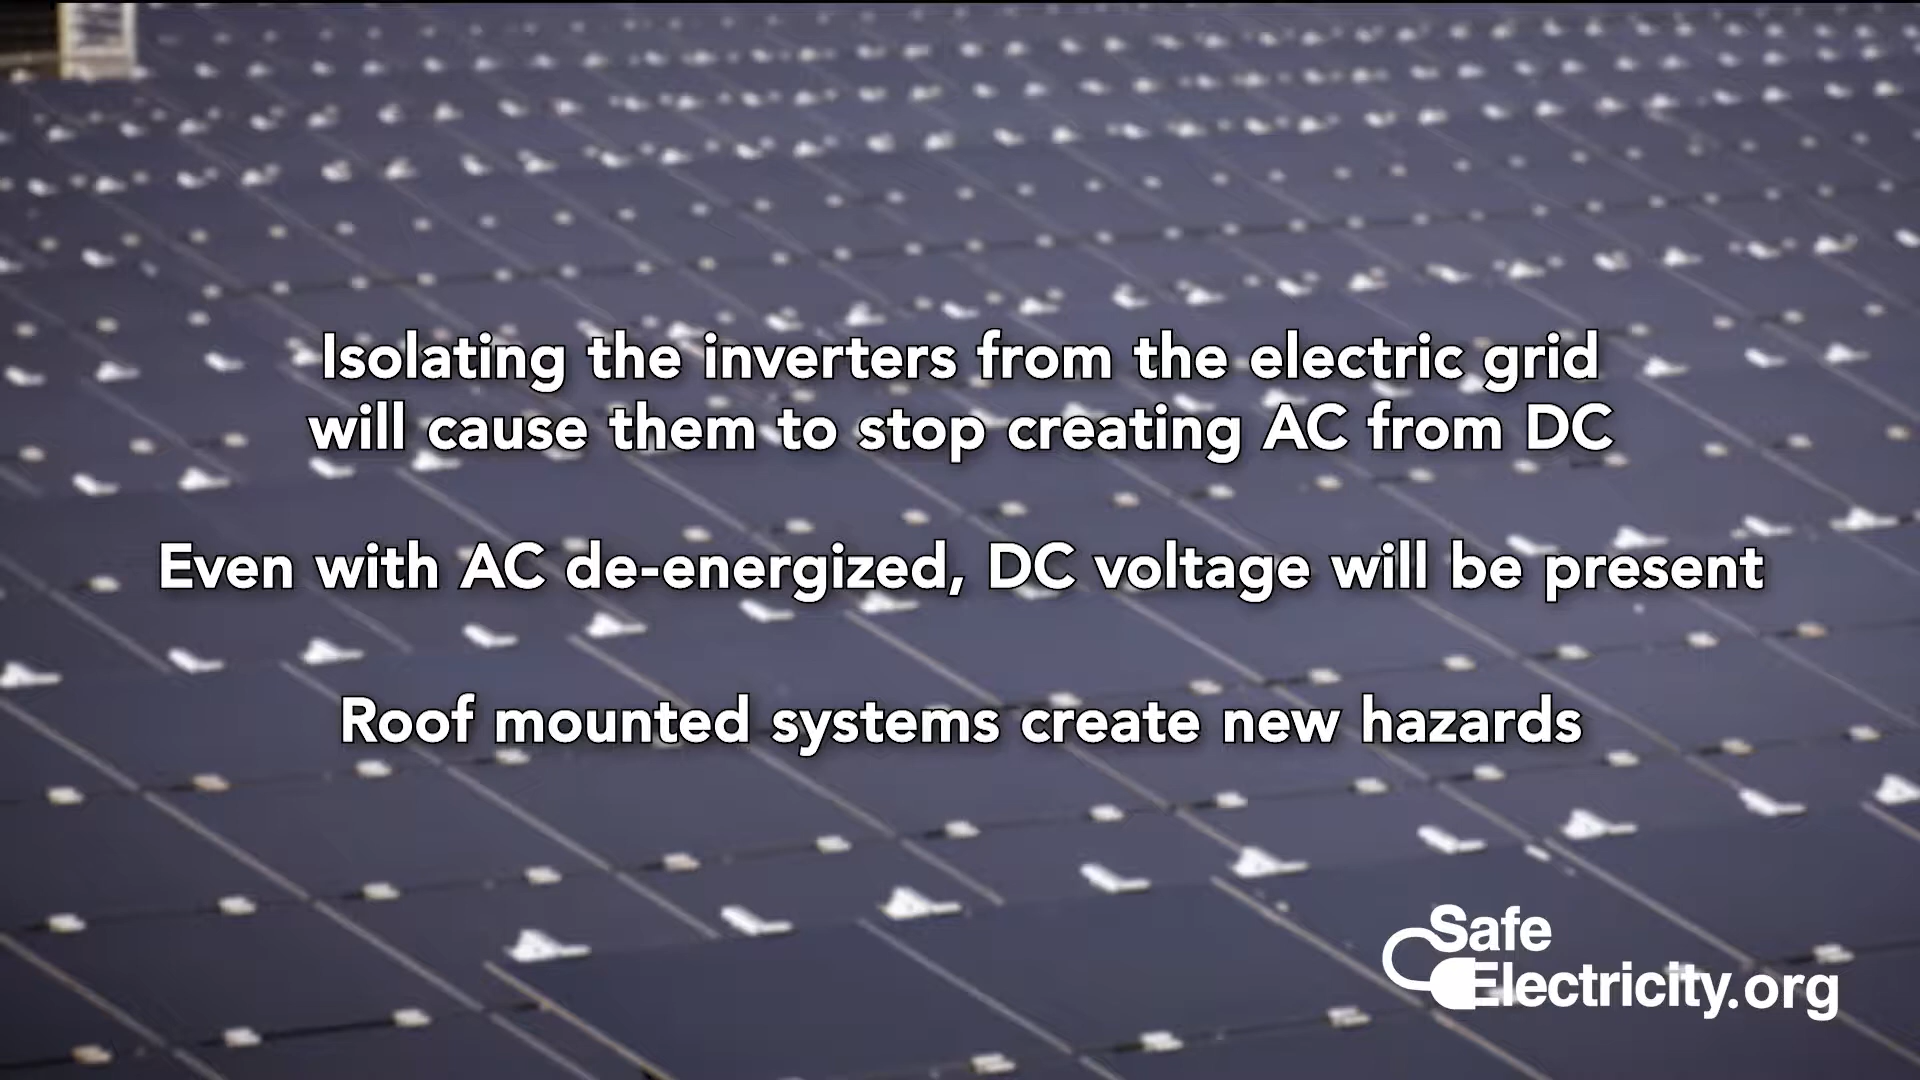 Isolating the inverters from the electric grid
will cause them to stop creating AC from DC
Even with AC de-energized, DC voltage will be present
Roof mounted systems create new hazards
Safe
Electricity.org